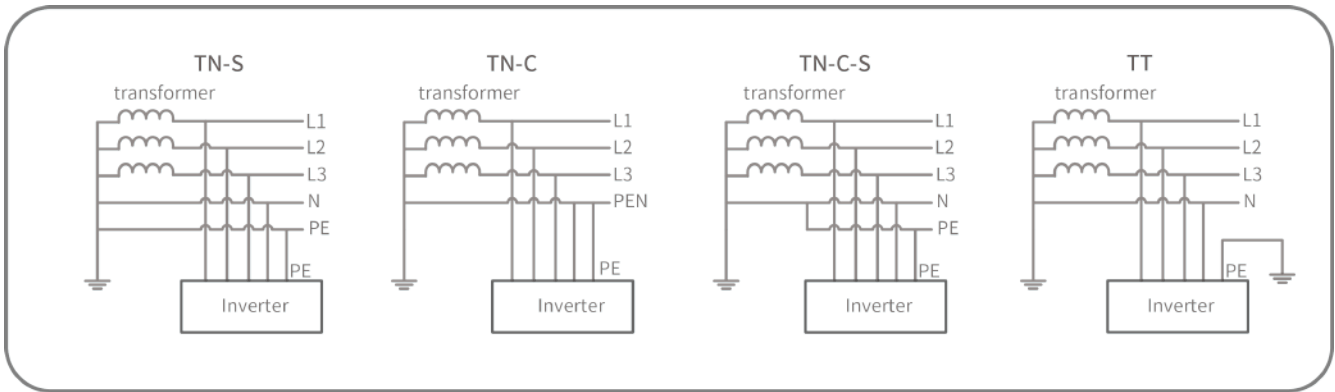 TN-S
transformer
L1
L2
L3
N
PE
PE
Inverter
TN-C
transformer
L1
L2
L3
PEN
PE
Inverter
TN-C-S
transformer
L1
L2
L3
N
PE
PE
Inverter
TT
transformer
L1
L2
L3
N
PE
Inverter